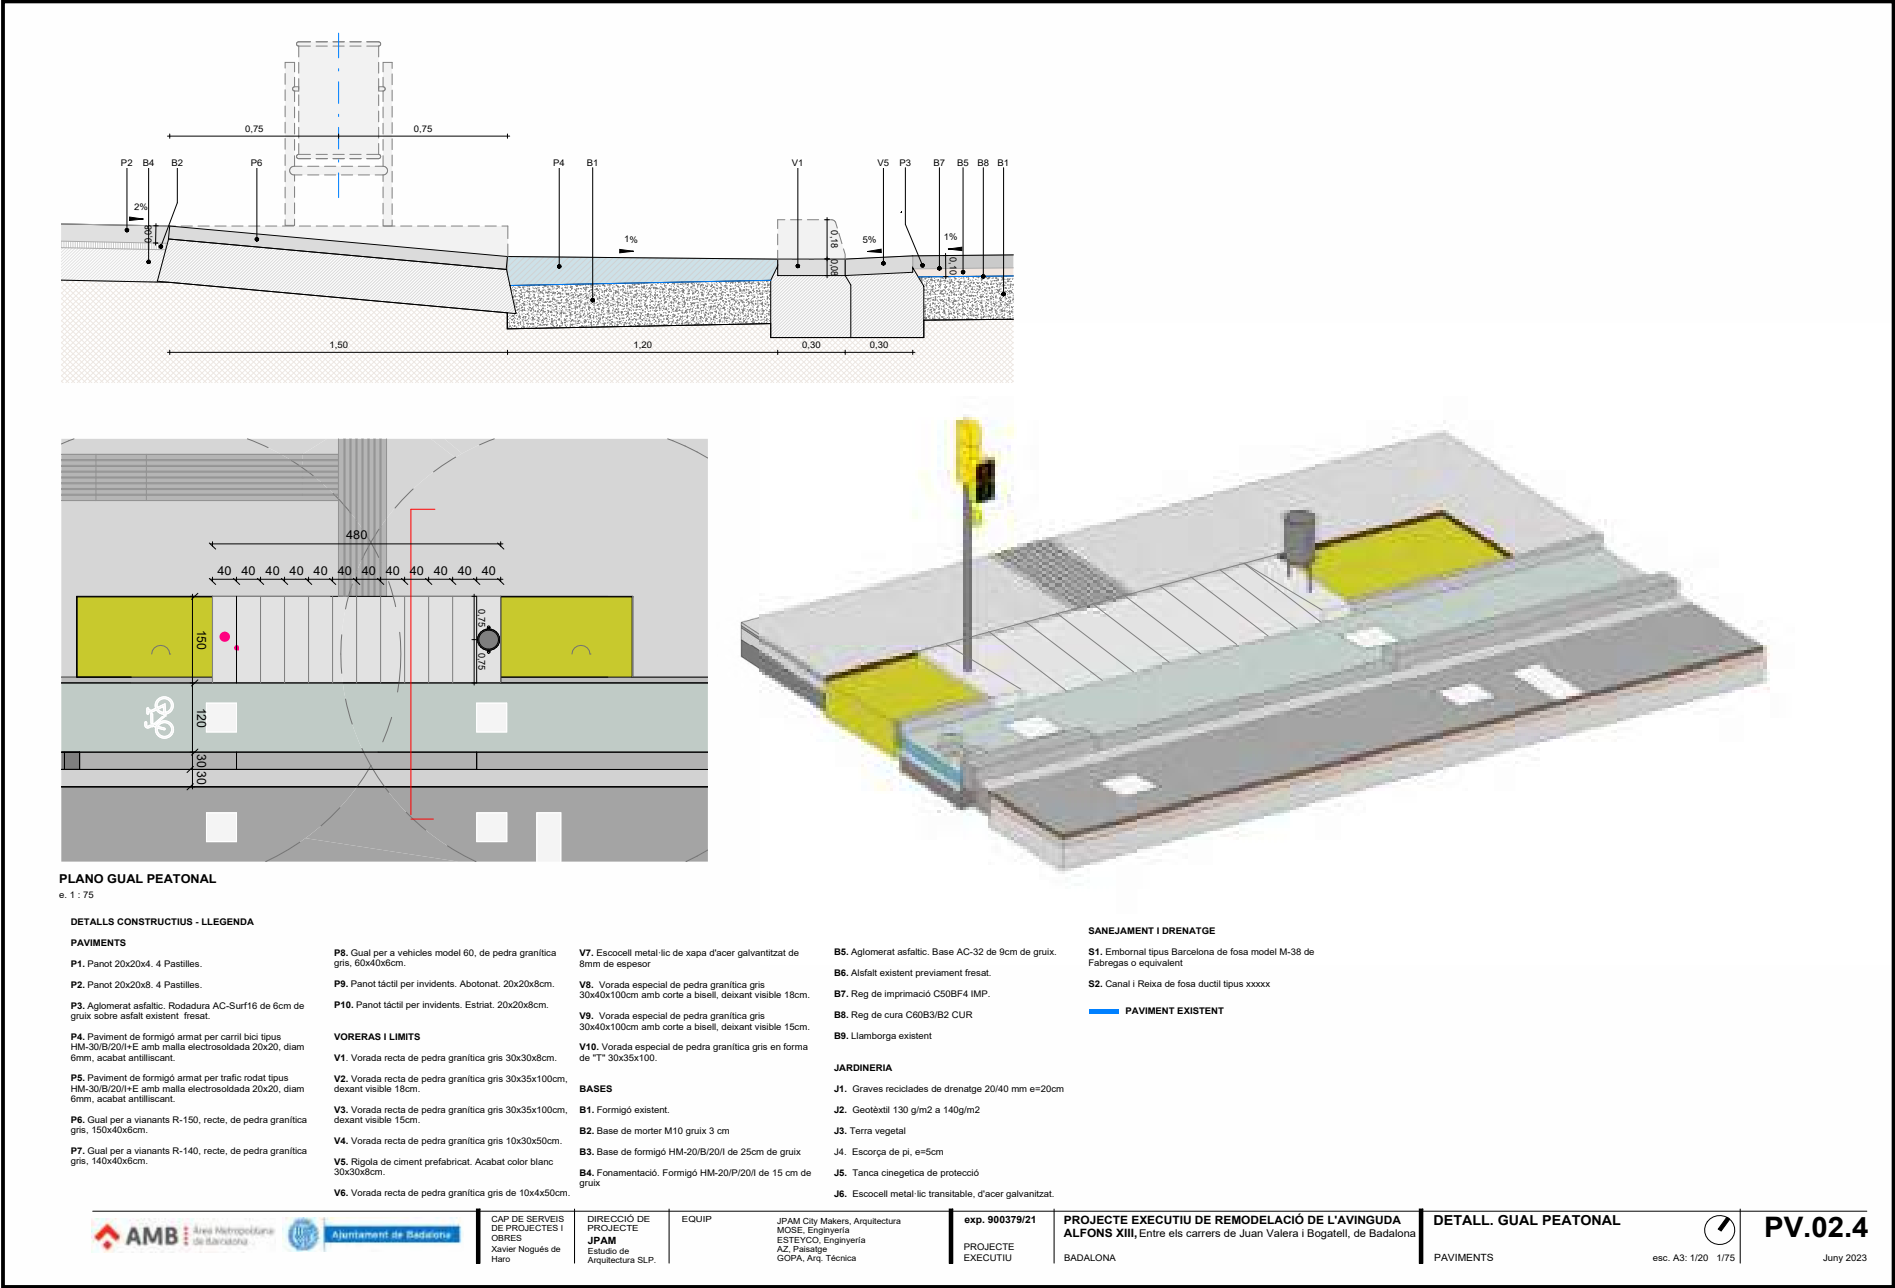 0,75 0,75
P2 B4 B2 P6 P4 B1 V1 V5 P3 B7 B5 B8 B1
2% 0,08 1% 0,18 0,08 5% 1% 0,10
1,50 1,20 0,30 0,30
480
40 40 40 40 40 40 40 40 40 40 40 40
150 0,75 0,75
120
30 30
PLANO GUAL PEATONAL
e. 1 : 75
DETALLS CONSTRUCTIUS - LLEGENDA
PAVIMENTS
P1. Panot 20x20x4. 4 Pastilles.
P2. Panot 20x20x8. 4 Pastilles.
P3. Aglomerat asfaltic. Rodadura AC-Surf16 de 6cm de
gruix sobre asfalt existent fresat.
P4. Paviment de formigó armat per carril bici tipus
HM-30/B/20/I+E amb malla electrosoldada 20x20, diam
6mm, acabat antilliscant.
P5. Paviment de formigó armat per trafic rodat tipus
HM-30/B/20/I+E amb malla electrosoldada 20x20, diam
6mm, acabat antilliscant.
P6. Gual per a vianants R-150, recte, de pedra granítica
gris, 150x40x6cm.
P7. Gual per a vianants R-140, recte, de pedra granítica
gris, 140x40x6cm.
P8. Gual per a vehicles model 60, de pedra granítica
gris, 60x40x6cm.
P9. Panot táctil per invidents. Abotonat. 20x20x8cm.
P10. Panot táctil per invidents. Estriat. 20x20x8cm.
VORERAS I LIMITS
V1. Vorada recta de pedra granítica gris 30x30x8cm.
V2. Vorada recta de pedra granítica gris 30x35x100cm,
dexant visible 18cm.
V3. Vorada recta de pedra granítica gris 30x35x100cm,
dexant visible 15cm.
V4. Vorada recta de pedra granítica gris 10x30x50cm.
V5. Rigola de ciment prefabricat. Acabat color blanc
30x30x8cm.
V6. Vorada recta de pedra granítica gris de 10x4x50cm.
V7. Escocell metal·lic de xapa d'acer galvantitzat de
8mm de espesor
V8. Vorada especial de pedra granítica gris
30x40x100cm amb corte a bisell, deixant visible 18cm.
V9. Vorada especial de pedra granítica gris
30x40x100cm amb corte a bisell, deixant visible 15cm.
V10. Vorada especial de pedra granítica gris en forma
de "T" 30x35x100.
BASES
B1. Formigó existent.
B2. Base de morter M10 gruix 3 cm
B3. Base de formigó HM-20/B/20/I de 25cm de gruix
B4. Fonamentació. Formigó HM-20/P/20/I de 15 cm de
gruix
B5. Aglomerat asfaltic. Base AC-32 de 9cm de gruix.
B6. Alsfalt existent previament fresat.
B7. Reg de imprimació C50BF4 IMP.
B8. Reg de cura C60B3/B2 CUR
B9. Llamborga existent
JARDINERIA
J1. Graves reciclades de drenatge 20/40 mm e=20cm
J2. Geotèxtil 130 g/m2 a 140g/m2
J3. Terra vegetal
J4. Escorça de pi, e=5cm
J5. Tanca cinegetica de protecció
J6. Escocell metal·lic transitable, d'acer galvanitzat.
SANEJAMENT I DRENATGE
S1. Embornal tipus Barcelona de fosa model M-38 de
Fabregas o equivalent
S2. Canal i Reixa de fosa ductil tipus xxxxx
PAVIMENT EXISTENT
AMB Área Metropolitana
de Barcelona
Ajuntament de Badalona
CAP DE SERVEIS
DE PROJECTES I
OBRES
Xavier Nogués de
Haro
DIRECCIÓ DE
PROJECTE
JPAM
Estudio de
Arquitectura SLP.
EQUIP
JPAM City Makers, Arquitectura
MOSE, Enginyería
ESTEYCO, Enginyería
AZ, Paisatge
GOPA, Arq. Técnica
exp. 900379/21
PROJECTE
EXECUTIU
PROJECTE EXECUTIU DE REMODELACIÓ DE L'AVINGUDA
ALFONS XIII, Entre els carrers de Juan Valera i Bogatell, de Badalona
BADALONA
DETALL. GUAL PEATONAL
PAVIMENTS
esc. A3: 1/20 1/75
PV.02.4
Juny 2023